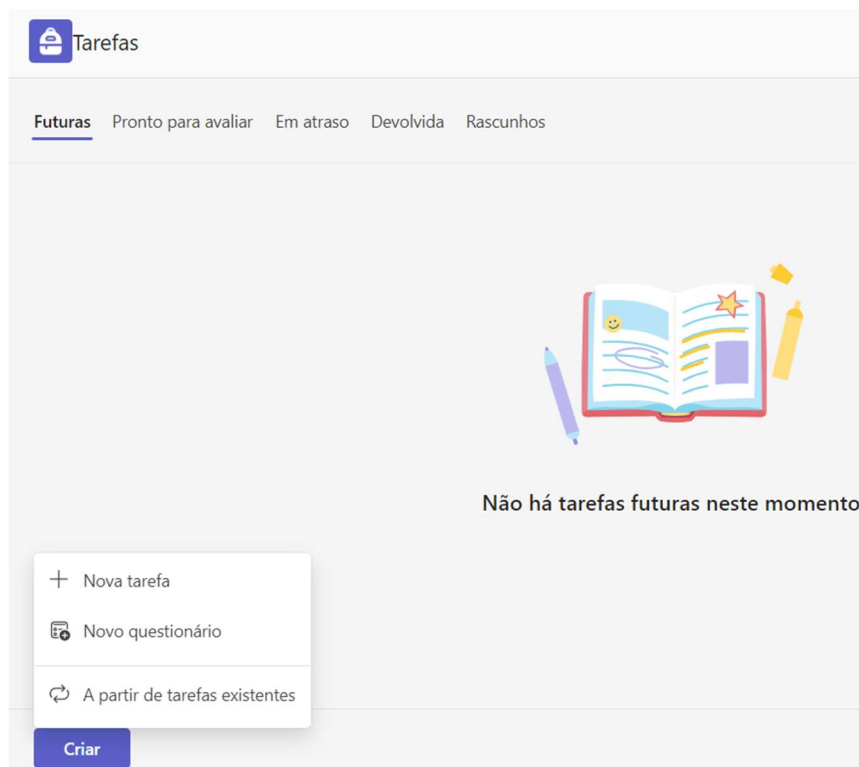 Tarefas
Futuras Pronto para avaliar Em atraso Devolvida Rascunhos
Não há tarefas futuras neste momento
Nova tarefa
Novo questionário
A partir de tarefas existentes
Criar